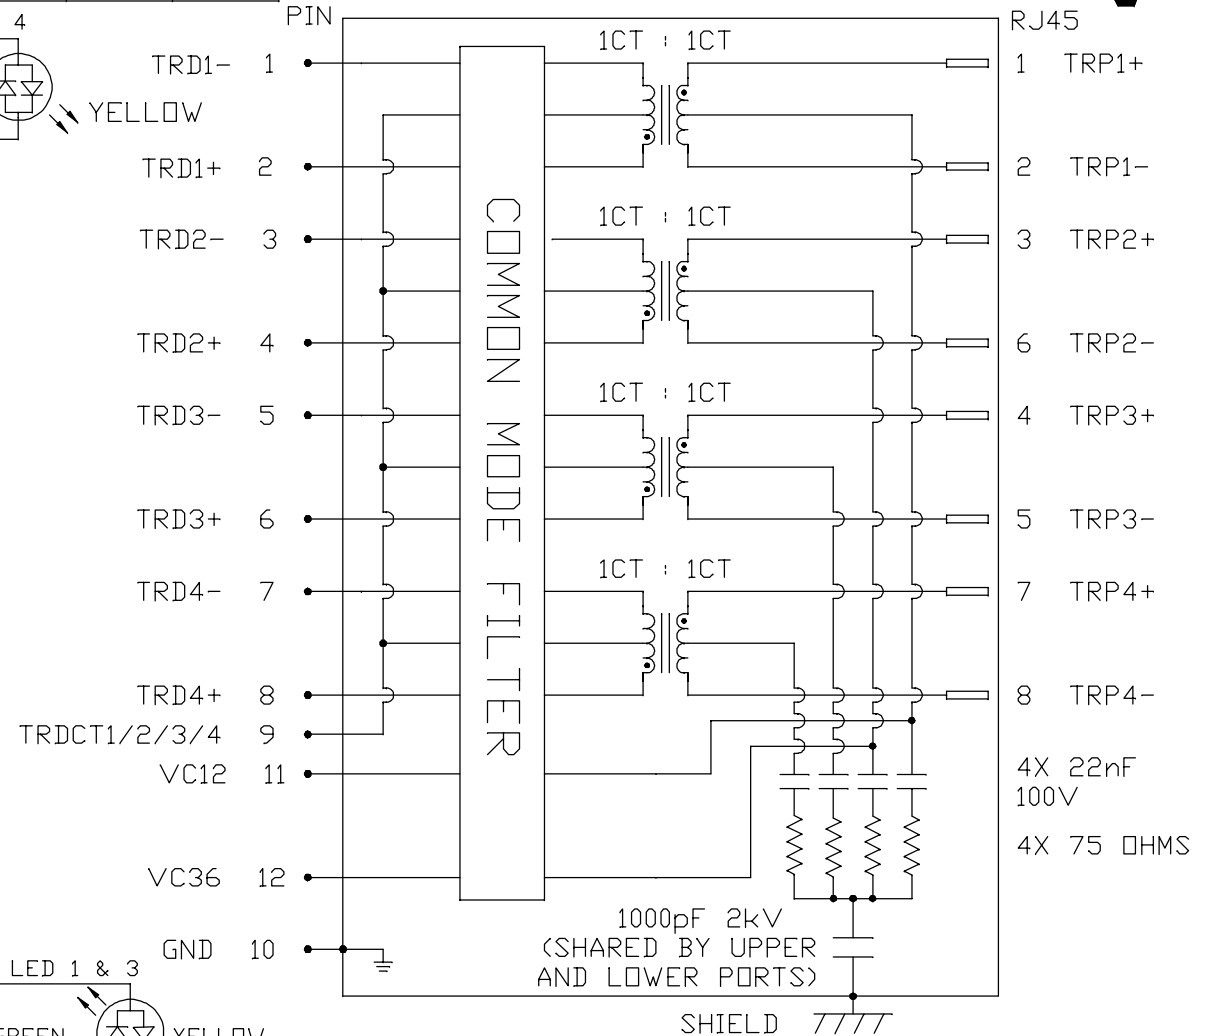 4
PIN
RJ45
1CT : 1CT
TRD1- 1
1 TRP1+
YELLOW
TRD1+ 2
2 TRP1-
1CT : 1CT
TRD2- 3
3 TRP2+
TRD2+ 4
6 TRP2-
1CT : 1CT
TRD3- 5
4 TRP3+
TRD3+ 6
5 TRP3-
1CT : 1CT
TRD4- 7
7 TRP4+
TRD4+ 8
8 TRP4-
COMMON MODE FILTER
TRDCT1/2/3/4 9
VC12 11
4X 22nF
100V
4X 75 OHMS
VC36 12
1000pF 2kV
(SHARED BY UPPER
AND LOWER PORTS)
GND 10
LED 1 & 3
SHIELD
YELLOW